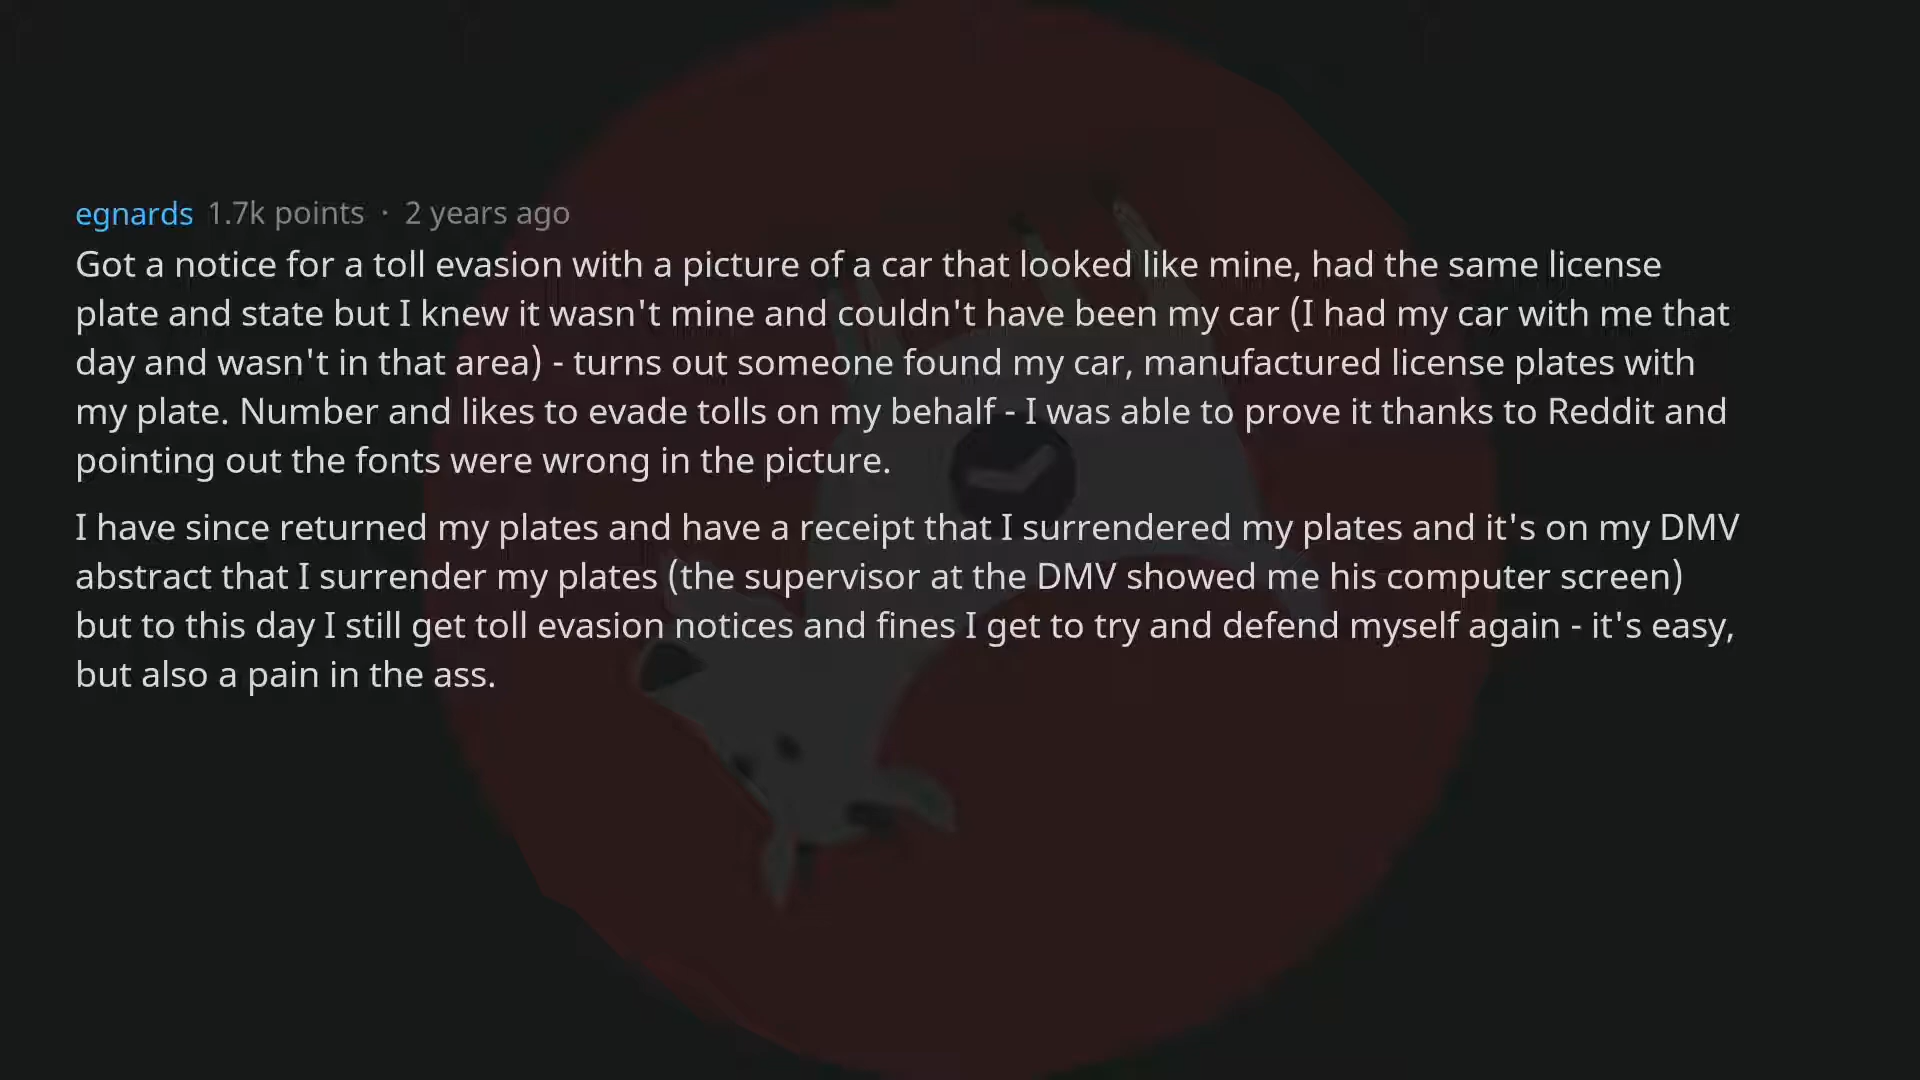 egnards 1.7k points · 2 years ago
Got a notice for a toll evasion with a picture of a car that looked like mine, had the same license
plate and state but I knew it wasn't mine and couldn't have been my car (I had my car with me that
day and wasn't in that area) - turns out someone found my car, manufactured license plates with
my plate. Number and likes to evade tolls on my behalf - I was able to prove it thanks to Reddit and
pointing out the fonts were wrong in the picture.
I have since returned my plates and have a receipt that I surrendered my plates and it's on my DMV
abstract that I surrender my plates (the supervisor at the DMV showed me his computer screen)
but to this day I still get toll evasion notices and fines I get to try and defend myself again - it's easy,
but also a pain in the ass.